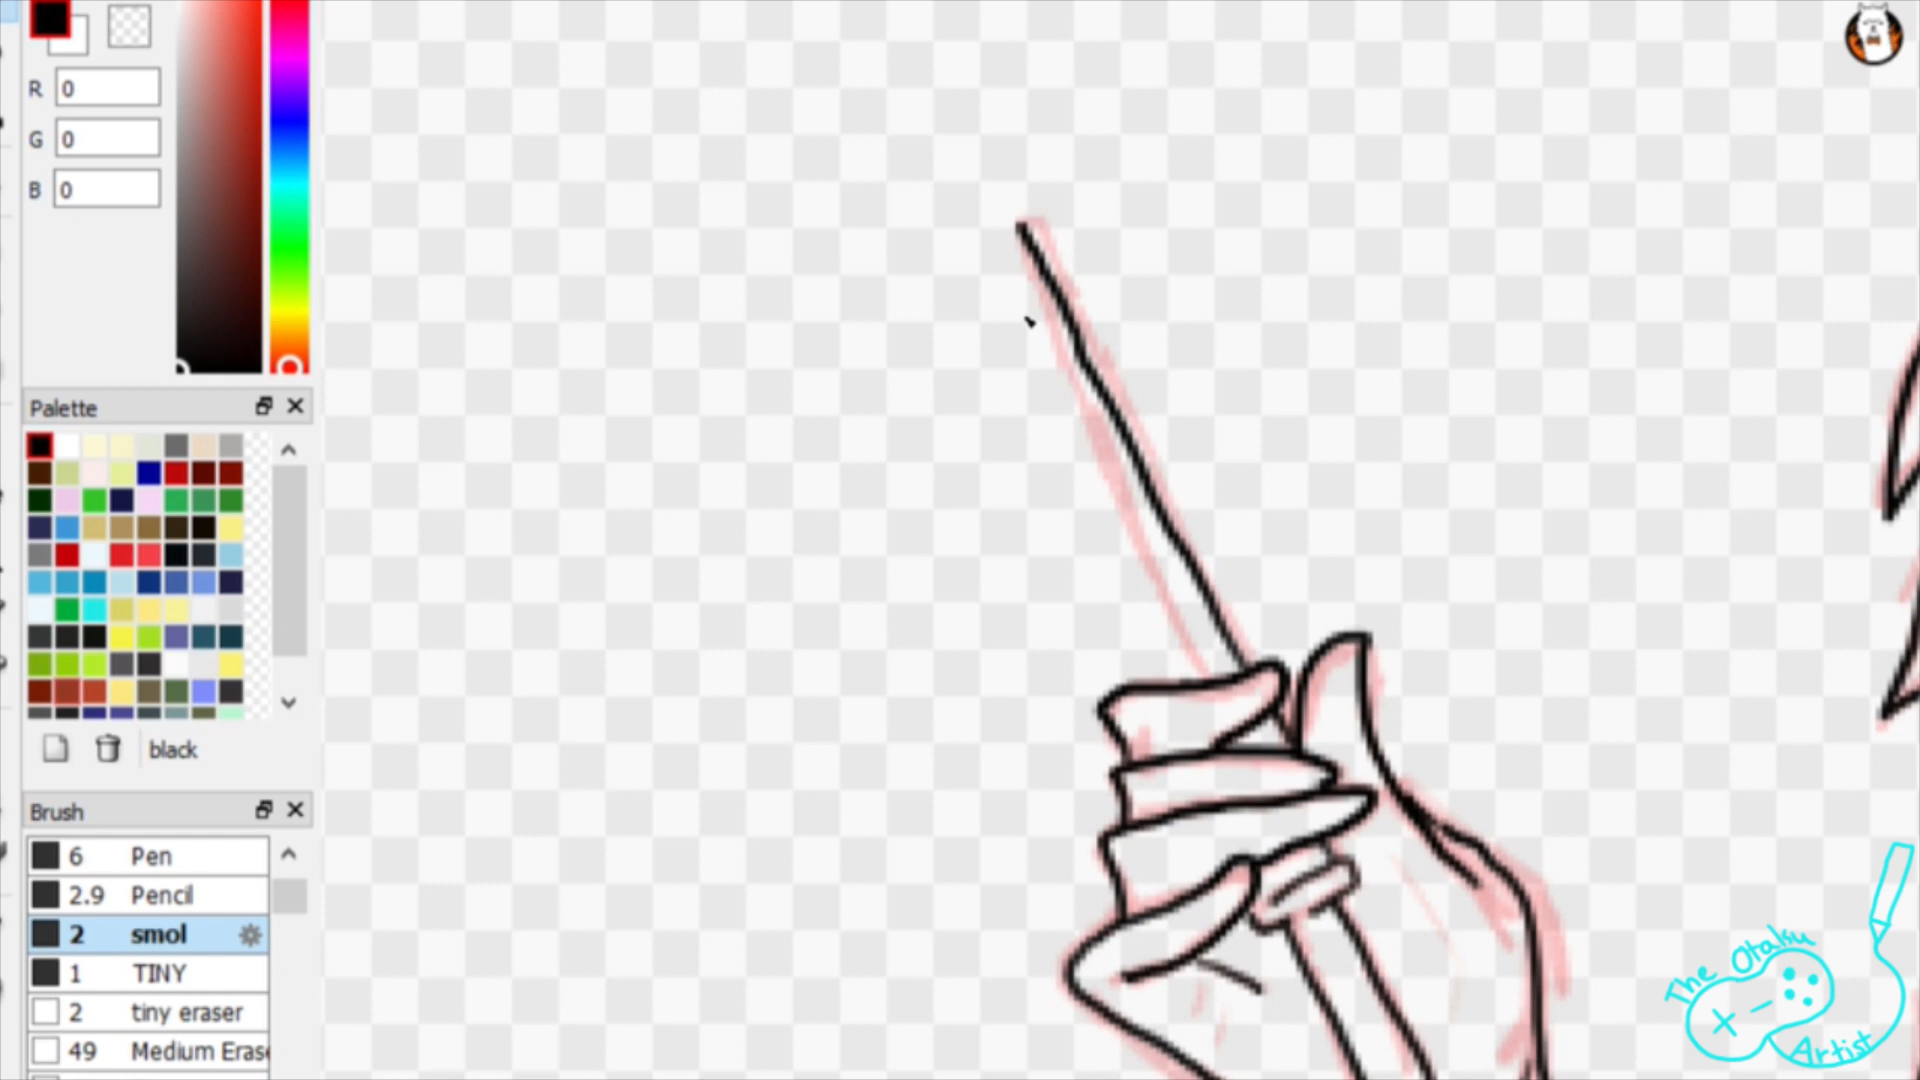 R 0
G 0
B 0
Palette
black
Brush
6 Pen
2.9 Pencil
2 smol
1 TINY
2 tiny eraser
49 Medium Eras
The Otaku
Artist